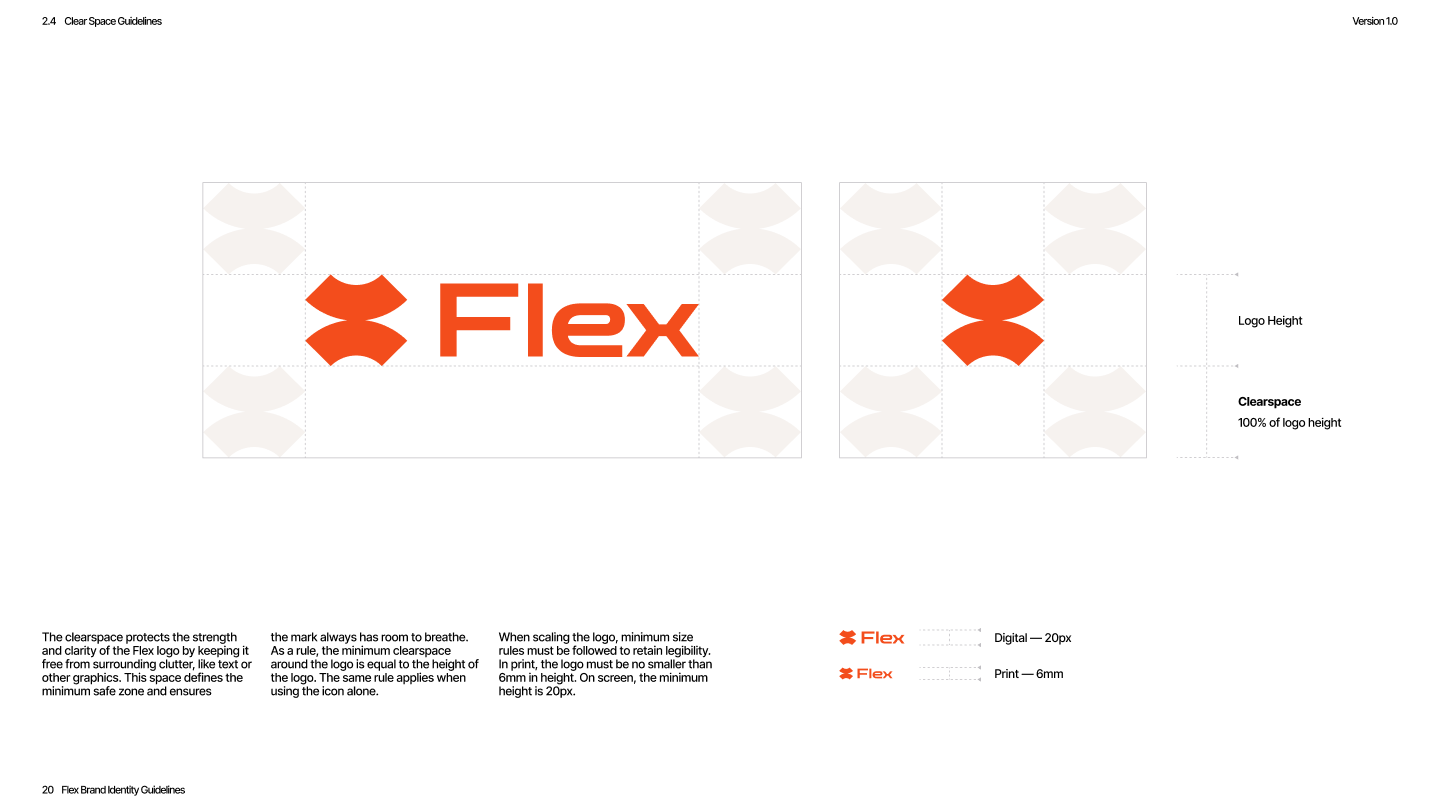 2.4 Clear Space Guidelines
Version 1.0
Flex
Logo Height
Clearspace
100% of logo height
The clearspace protects the strength
and clarity of the Flex logo by keeping it
free from surrounding clutter, like text or
other graphics. This space defines the
minimum safe zone and ensures
the mark always has room to breathe.
As a rule, the minimum clearspace
around the logo is equal to the height of
the logo. The same rule applies when
using the icon alone.
When scaling the logo, minimum size
rules must be followed to retain legibility.
In print, the logo must be no smaller than
6mm in height. On screen, the minimum
height is 20px.
Flex Digital — 20px
Flex Print — 6mm
20 Flex Brand Identity Guidelines